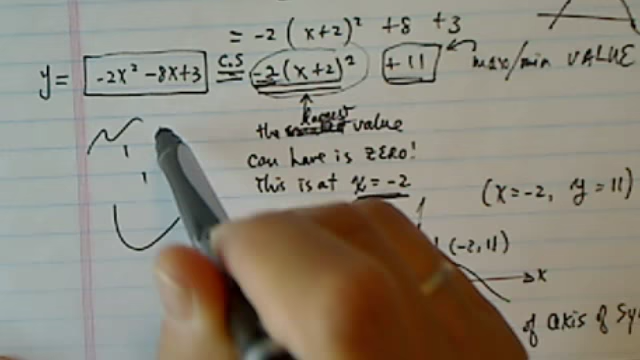 = -2 (x+2)² +8 +3
y = -2x² -8x+3 C.S -2(x+2)² +11 max/min VALUE
the value
can have is ZERO!
This is at x = -2
(x=-2, y=11)
(-2,11)
x
of axis of Sy